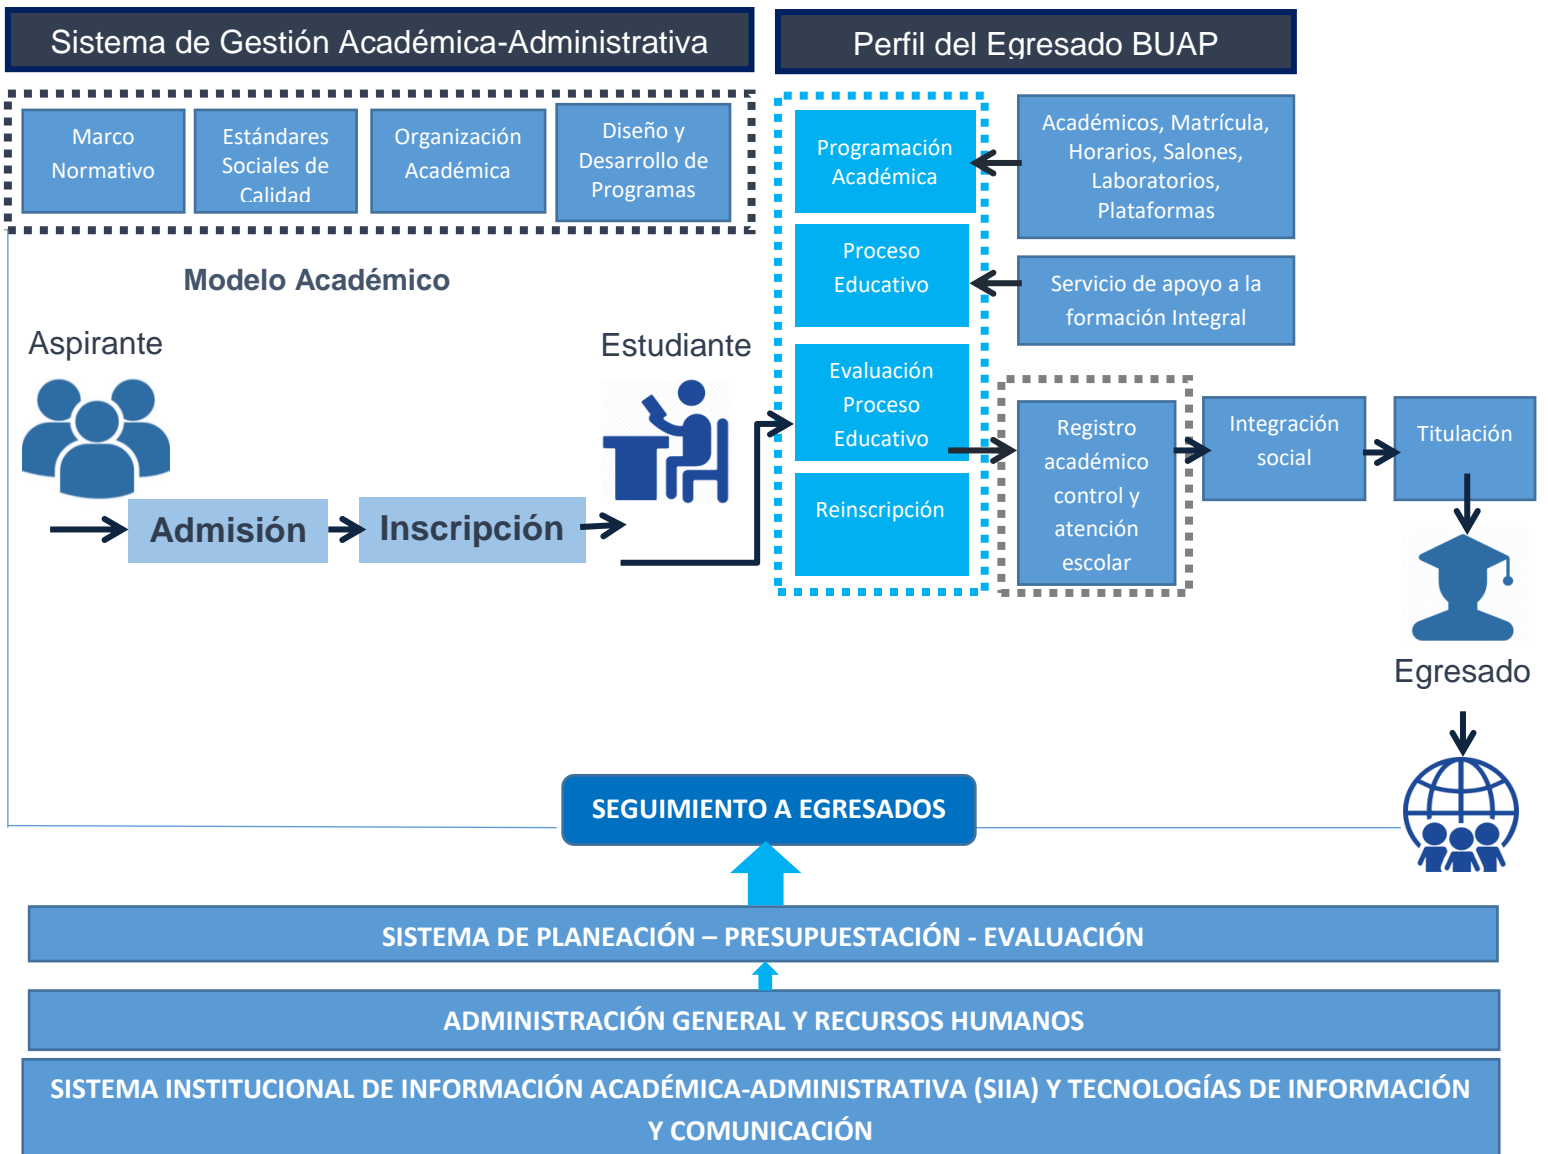 Sistema de Gestión Académica-Administrativa
Perfil del Egresado BUAP
Marco
Normativo
Estándares
Sociales de
Calidad
Organización
Académica
Diseño y
Desarrollo de
Programas
Programación
Académica
Académicos, Matrícula,
Horarios, Salones,
Laboratorios,
Plataformas
Proceso
Educativo
Servicio de apoyo a la
formación Integral
Modelo Académico
Aspirante
Estudiante
Evaluación
Proceso
Educativo
Registro
académico
control y
atención
escolar
Integración
social
Titulación
Admisión
Inscripción
Reinscripción
Egresado
SEGUIMIENTO A EGRESADOS
SISTEMA DE PLANEACIÓN – PRESUPUESTACIÓN - EVALUACIÓN
ADMINISTRACIÓN GENERAL Y RECURSOS HUMANOS
SISTEMA INSTITUCIONAL DE INFORMACIÓN ACADÉMICA-ADMINISTRATIVA (SIIA) Y TECNOLOGÍAS DE INFORMACIÓN
Y COMUNICACIÓN